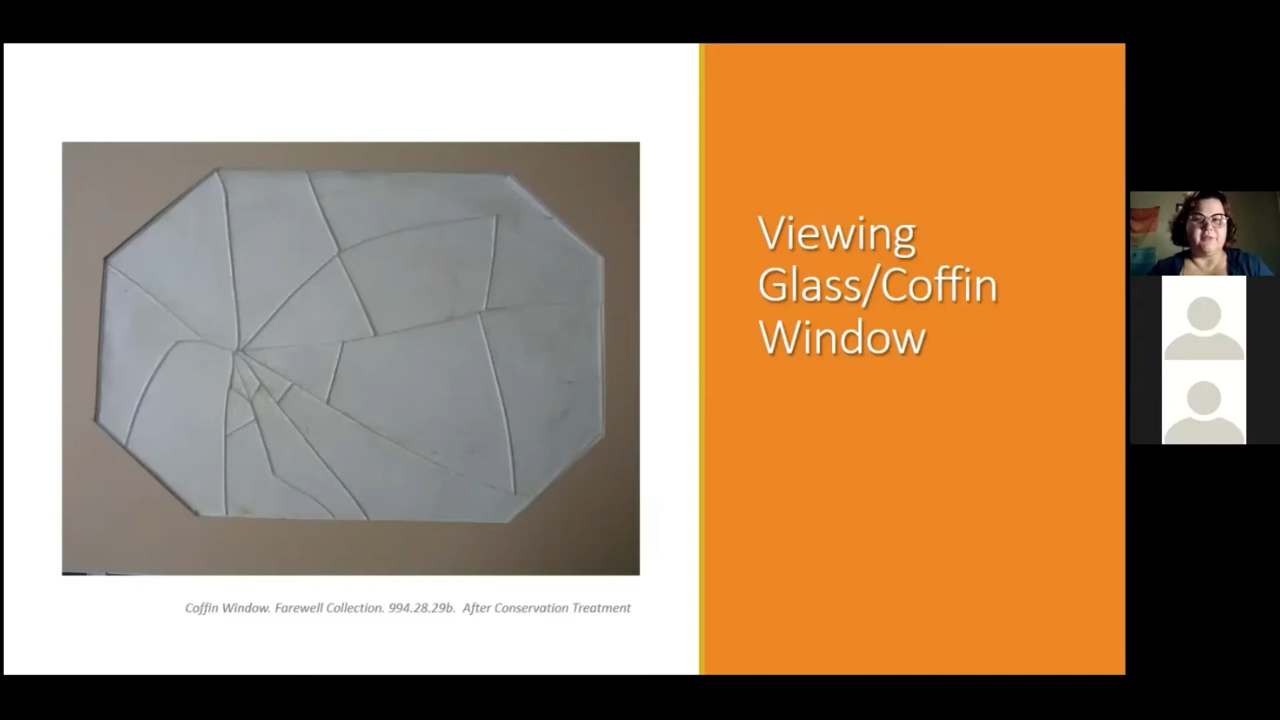 Viewing
Glass/Coffin
Window
Coffin Window. Farewell Collection. 994.28.29b. After Conservation Treatment